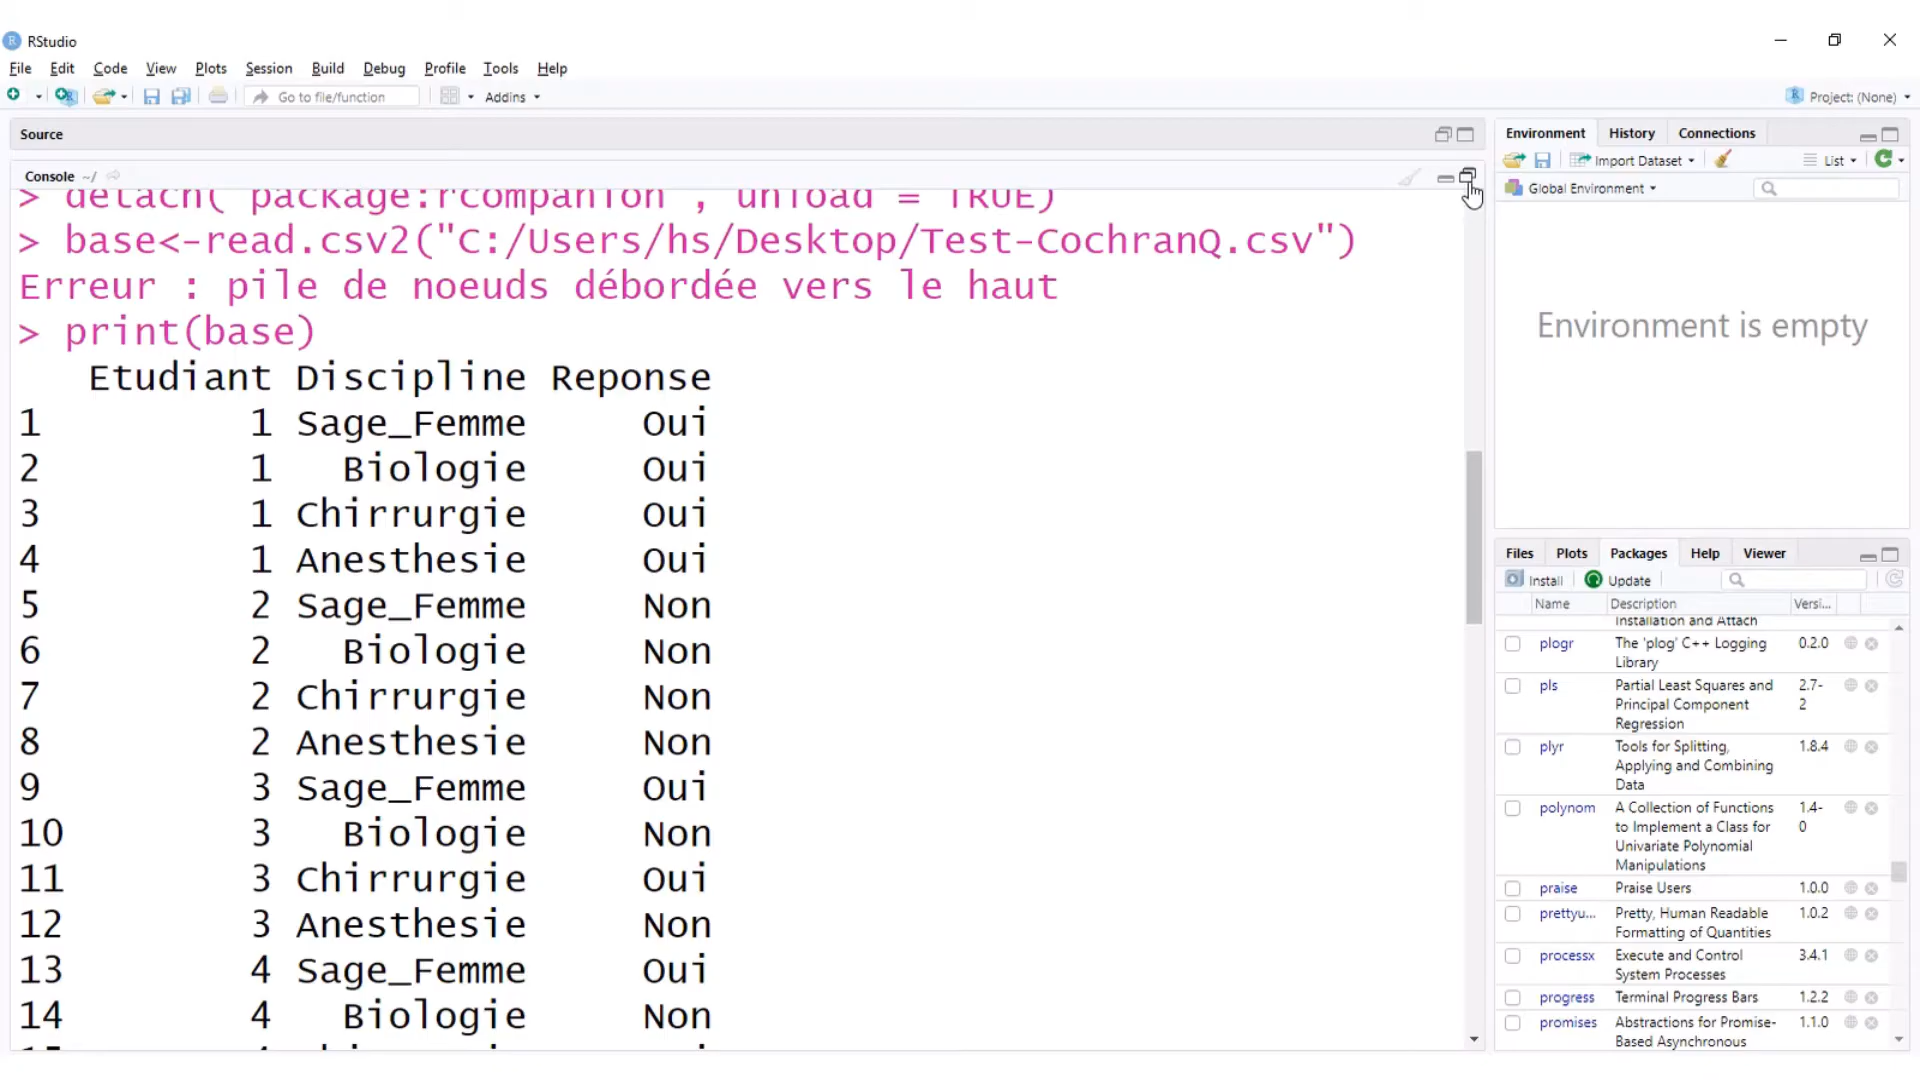 RStudio
File Edit Code View Plots Session Build Debug Profile Tools Help
Go to file/function Addins Project: (None)
Source
Console ~/
> detach("package:rcompanion", unload = TRUE)
> base<-read.csv2("C:/Users/hs/Desktop/Test-CochranQ.csv")
Erreur : pile de noeuds débordée vers le haut
> print(base)
Etudiant Discipline Reponse
1 1 Sage_Femme Oui
2 1 Biologie Oui
3 1 Chirrurgie Oui
4 1 Anesthesie Oui
5 2 Sage_Femme Non
6 2 Biologie Non
7 2 Chirrurgie Non
8 2 Anesthesie Non
9 3 Sage_Femme Oui
10 3 Biologie Non
11 3 Chirrurgie Oui
12 3 Anesthesie Non
13 4 Sage_Femme Oui
14 4 Biologie Non
Environment History Connections
Import Dataset List
Global Environment
Environment is empty
Files Plots Packages Help Viewer
Install Update
Name Description Versi...
Installation and Attach
plogr The 'plog' C++ Logging 0.2.0
Library
pls Partial Least Squares and 2.7-
Principal Component 2
Regression
plyr Tools for Splitting, 1.8.4
Applying and Combining
Data
polynom A Collection of Functions 1.4-
to Implement a Class for 0
Univariate Polynomial
Manipulations
praise Praise Users 1.0.0
prettyu... Pretty, Human Readable 1.0.2
Formatting of Quantities
processx Execute and Control 3.4.1
System Processes
progress Terminal Progress Bars 1.2.2
promises Abstractions for Promise- 1.1.0
Based Asynchronous